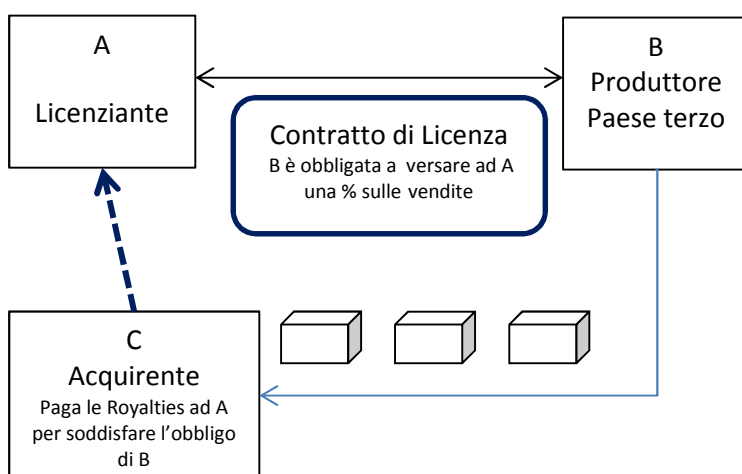 A
Licenziante
B
Produttore
Paese terzo
Contratto di Licenza
B è obbligata a versare ad A
una % sulle vendite
C
Acquirente
Paga le Royalties ad A
per soddisfare l’obbligo
di B